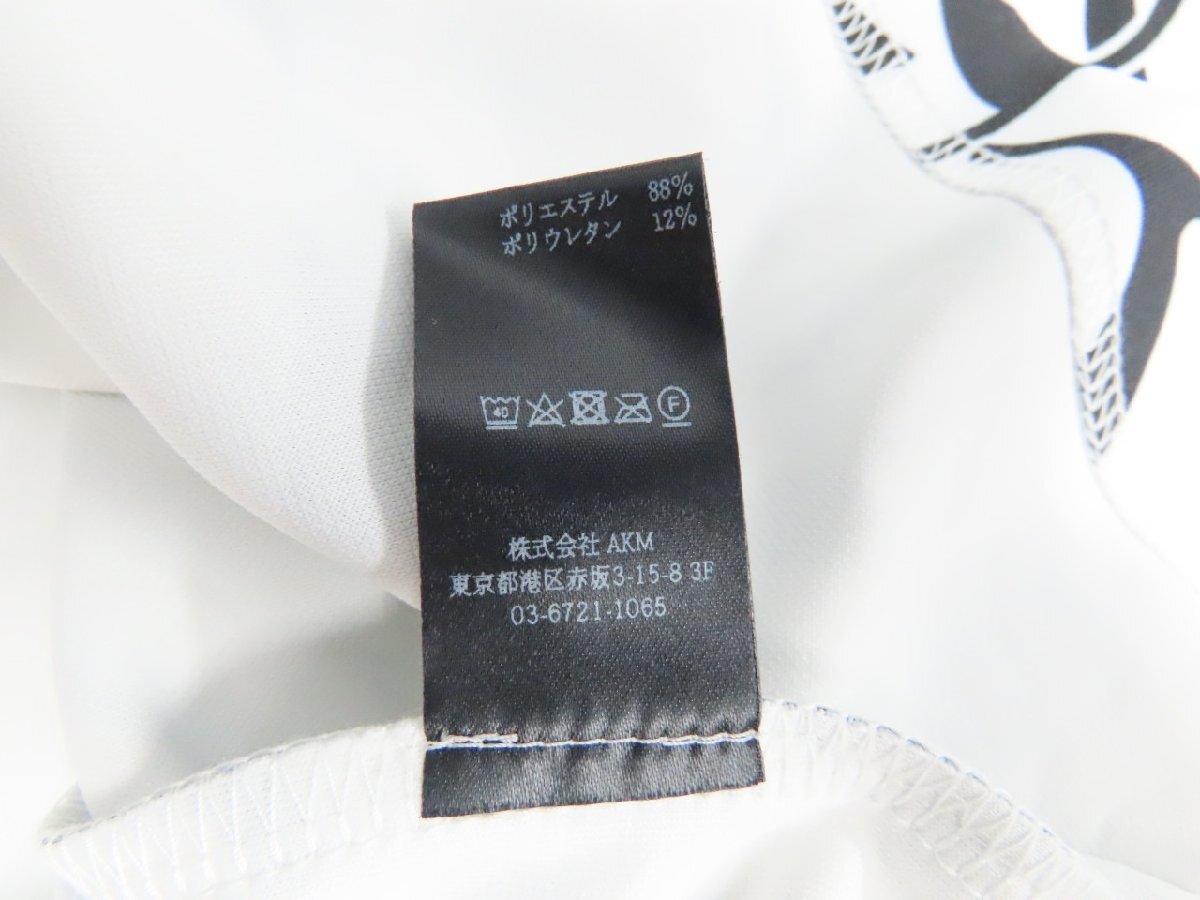 ポリエステル 88%
ポリウレタン 12%
40 F
株式会社 AKM
東京都港区赤坂3-15-8 3F
03-6721-1065